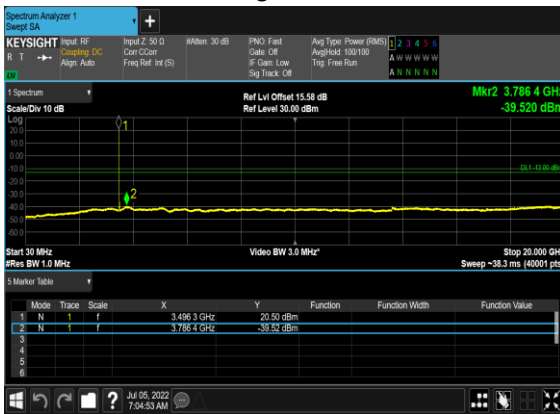 Spectrum Analyzer 1
Swept SA
+
KEYSIGHT Input: RF Input Z: 50 Ω #Atten: 30 dB PNO: Fast Avg Type: Power (RMS) 1 2 3 4 5 6
R T Coupling: DC Corr CCorr Gate: Off Avg|Hold: 100/100 A W W W W W
Align: Auto Freq Ref: Int (S) IF Gain: Low Trig: Free Run
Sig Track: Off A N N N N N
LV
1 Spectrum Ref Lvl Offset 15.58 dB Mkr2 3.786 4 GHz
Scale/Div 10 dB Ref Level 30.00 dBm -39.520 dBm
Log
1
20.0
10.0
0.00
-10.0 DL1 -13.00 dBm
-20.0
-30.0
2
-40.0
-50.0
-60.0
Start 30 MHz Video BW 3.0 MHz* Stop 20.000 GHz
#Res BW 1.0 MHz Sweep ~38.3 ms (40001 pts)
5 Marker Table
Mode Trace Scale X Y Function Function Width Function Value
1 N 1 f 3.496 3 GHz 20.50 dBm
2 N 1 f 3.786 4 GHz -39.52 dBm
3
4
5
6
? Jul 05, 2022
7:04:53 AM